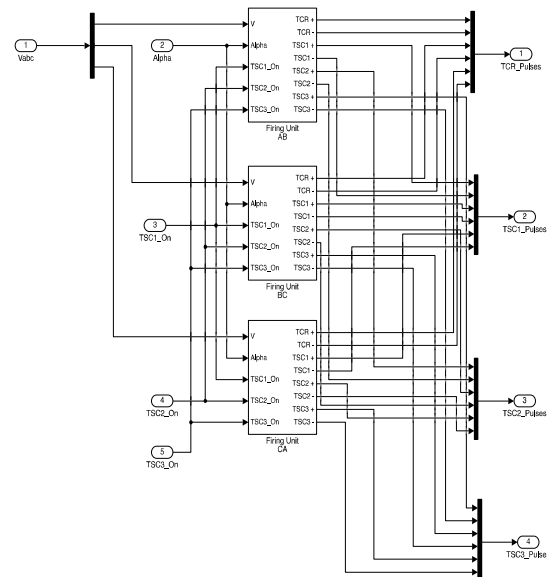 1
Vabc
2
Alpha
V
Alpha
TSC1_On
TSC2_On
TSC3_On
TCR +
TCR -
TSC1 +
TSC1 -
TSC2 +
TSC2 -
TSC3 +
TSC3 -
Firing Unit
AB
1
TCR_Pulses
3
TSC1_On
V
Alpha
TSC1_On
TSC2_On
TSC3_On
TCR +
TCR -
TSC1 +
TSC1 -
TSC2 +
TSC2 -
TSC3 +
TSC3 -
Firing Unit
BC
2
TSC1_Pulses
4
TSC2_On
5
TSC3_On
V
Alpha
TSC1_On
TSC2_On
TSC3_On
TCR +
TCR -
TSC1 +
TSC1 -
TSC2 +
TSC2 -
TSC3 +
TSC3 -
Firing Unit
CA
3
TSC2_Pulses
4
TSC3_Pulse